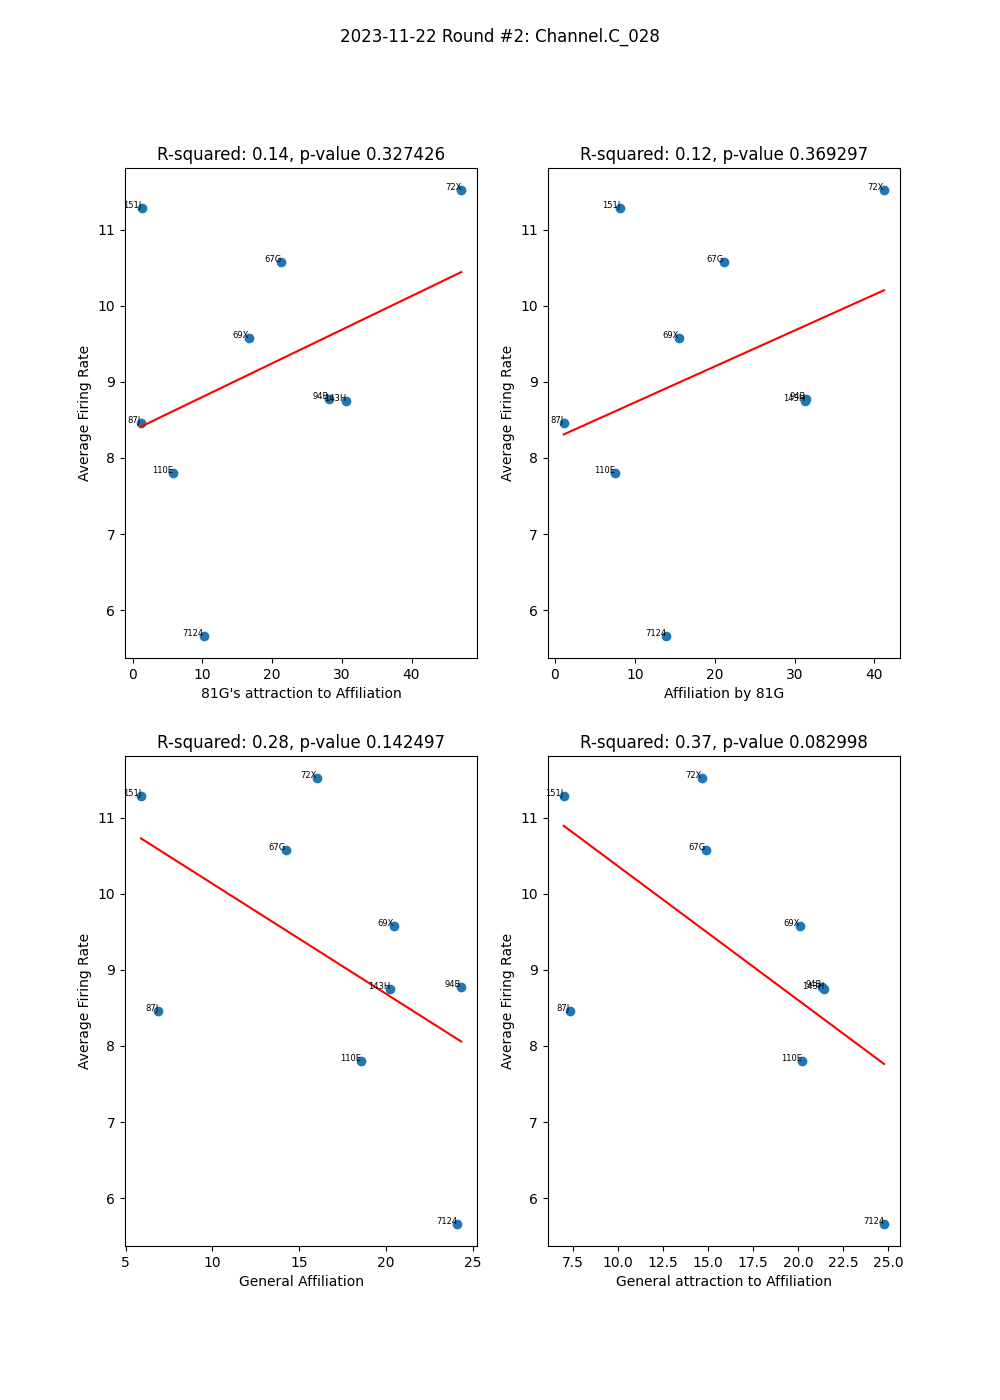 2023-11-22 Round #2: Channel.C_028
R-squared: 0.14, p-value 0.327426
Average Firing Rate
11
10
9
8
7
6
151J
72X
67G
69X
94B
143H
87J
110E
7124
0 10 20 30 40
81G's attraction to Affiliation
R-squared: 0.12, p-value 0.369297
Average Firing Rate
11
10
9
8
7
6
151J
72X
67G
69X
94B
143H
87J
110E
7124
0 10 20 30 40
Affiliation by 81G
R-squared: 0.28, p-value 0.142497
Average Firing Rate
11
10
9
8
7
6
151J
72X
67G
69X
143H
94B
87J
110E
7124
5 10 15 20 25
General Affiliation
R-squared: 0.37, p-value 0.082998
Average Firing Rate
11
10
9
8
7
6
151J
72X
67G
69X
94B
143H
87J
110E
7124
7.5 10.0 12.5 15.0 17.5 20.0 22.5 25.0
General attraction to Affiliation